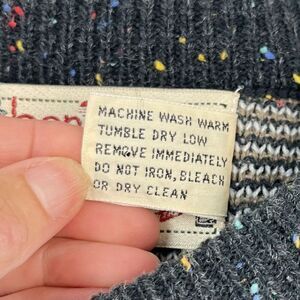 MACHINE WASH WARM
TUMBLE DRY LOW
REMOVE IMMEDIATELY
DO NOT IRON, BLEACH
OR DRY CLEAN